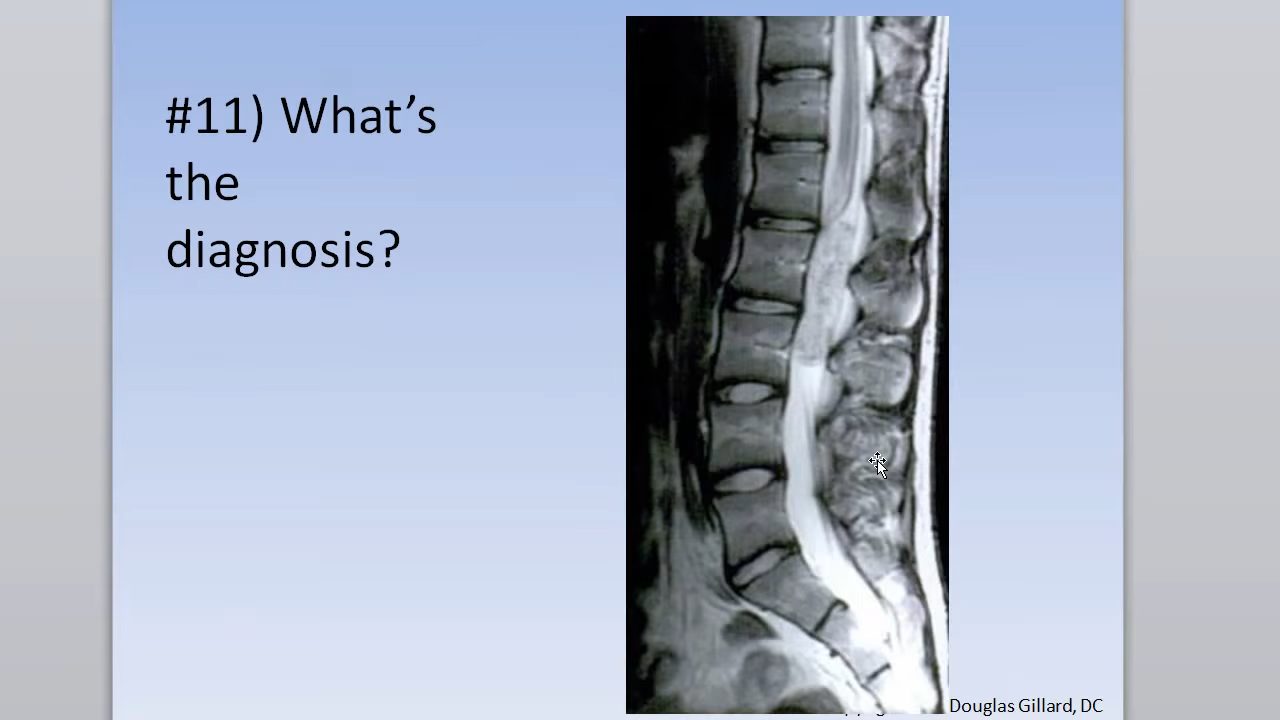 #11) What's
the
diagnosis?
Douglas Gillard, DC